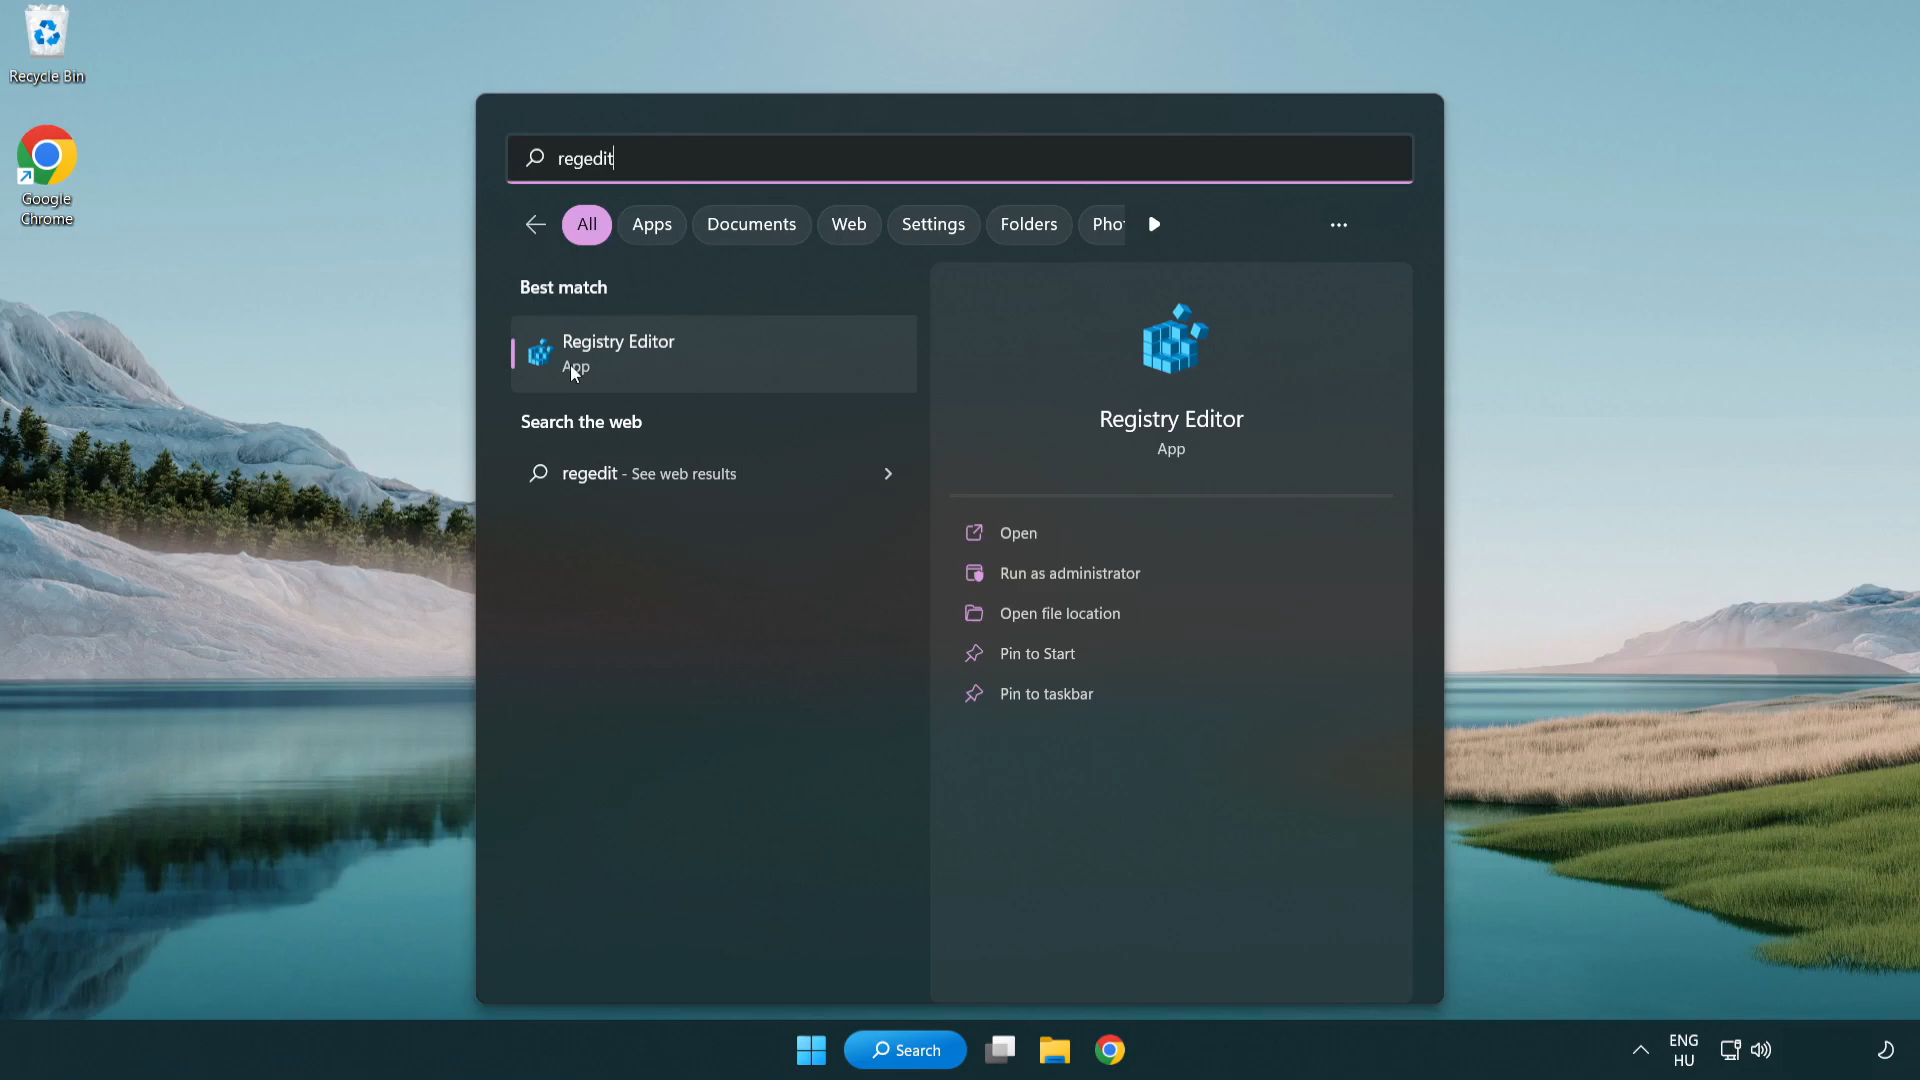 Recycle Bin
Google
Chrome
regedit
All
Apps
Documents
Web
Settings
Folders
Pho
Best match
Registry Editor
App
Search the web
regedit - See web results
Registry Editor
App
Open
Run as administrator
Open file location
Pin to Start
Pin to taskbar
Search
ENG
HU